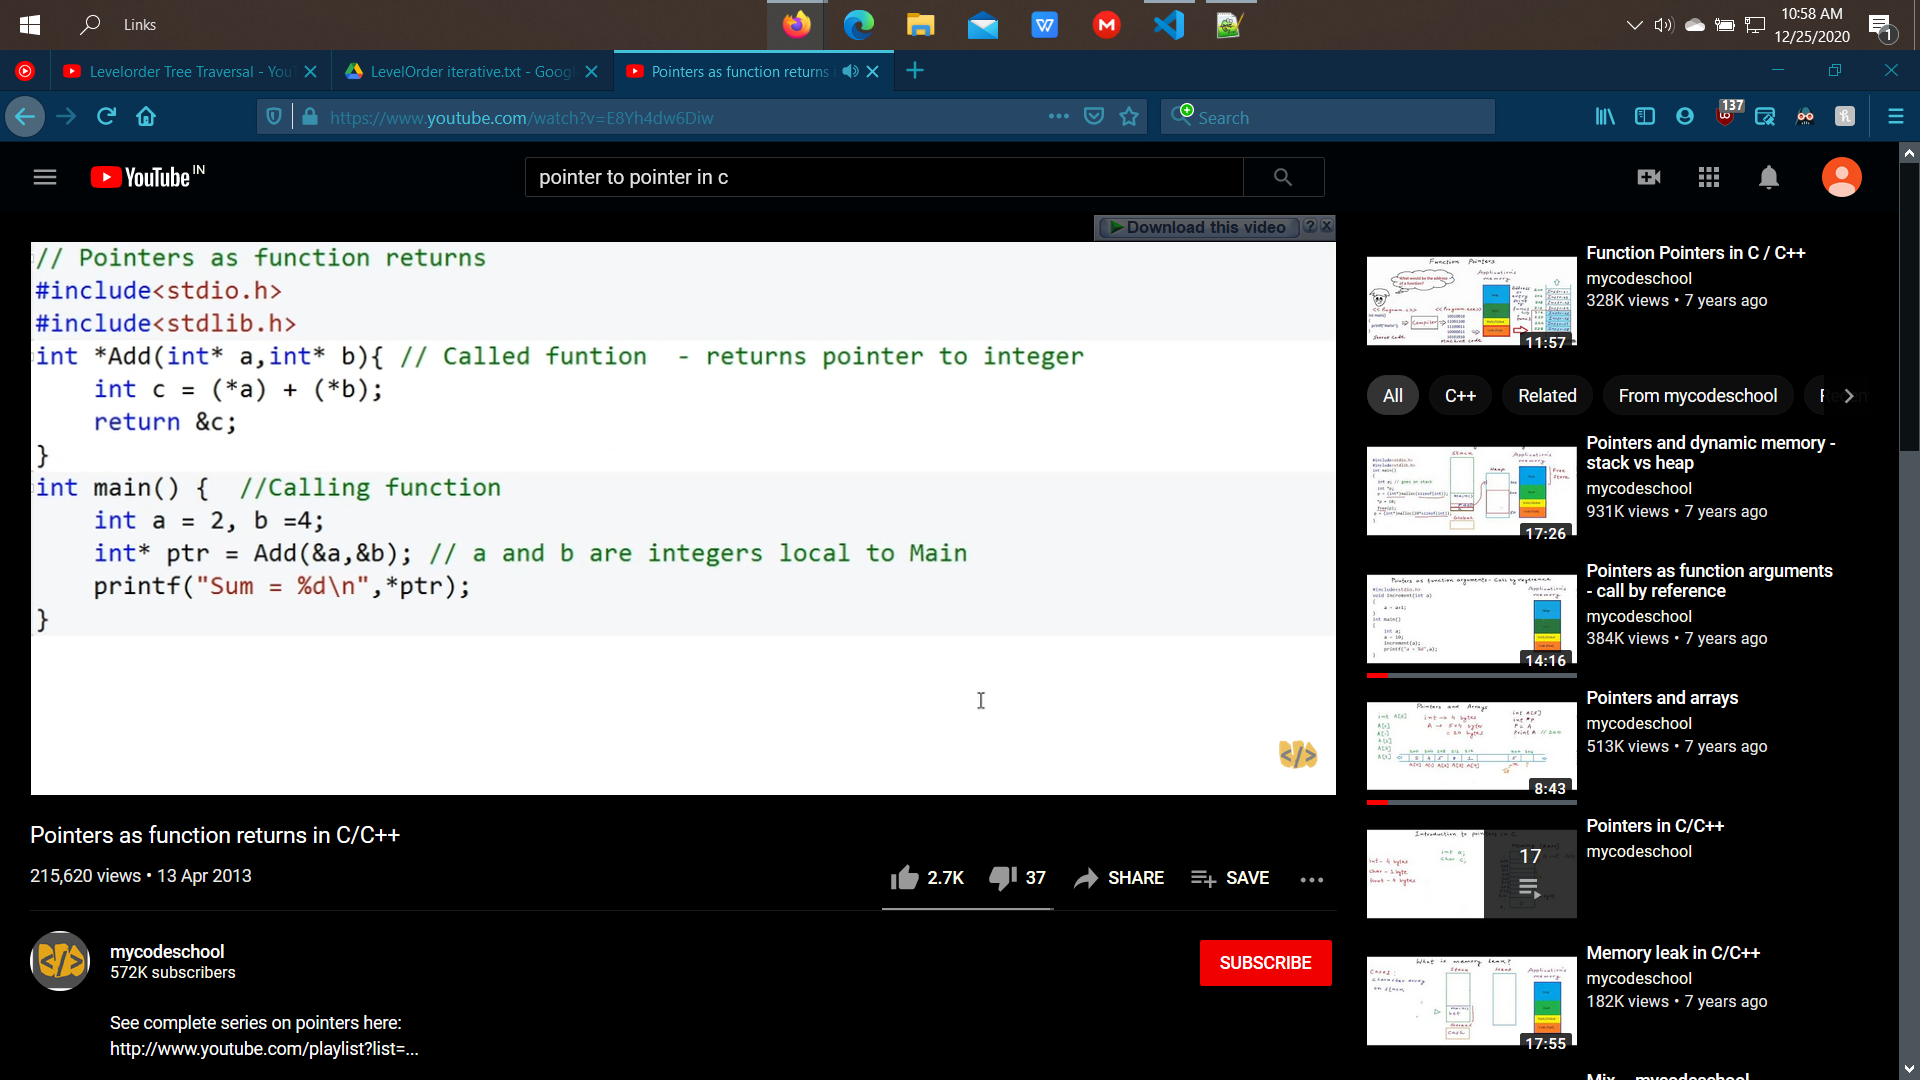 Links
10:58 AM
12/25/2020
1
Levelorder Tree Traversal - You
LevelOrder iterative.txt - Goog
Pointers as function returns
https://www.youtube.com/watch?v=E8Yh4dw6Diw
Search
137
YouTube IN
pointer to pointer in c
Download this video
// Pointers as function returns
#include<stdio.h>
#include<stdlib.h>
int *Add(int* a,int* b){ // Called funtion  - returns pointer to integer
    int c = (*a) + (*b);
    return &c;
}
int main() {  //Calling function
    int a = 2, b =4;
    int* ptr = Add(&a,&b); // a and b are integers local to Main
    printf("Sum = %d\n",*ptr);
}
Pointers as function returns in C/C++
215,620 views • 13 Apr 2013
2.7K
37
SHARE
SAVE
mycodeschool
572K subscribers
SUBSCRIBE
See complete series on pointers here:
http://www.youtube.com/playlist?list=...
Function Pointers in C / C++
mycodeschool
328K views • 7 years ago
11:57
All
C++
Related
From mycodeschool
Pointers and dynamic memory -
stack vs heap
mycodeschool
931K views • 7 years ago
17:26
Pointers as function arguments
- call by reference
mycodeschool
384K views • 7 years ago
14:16
Pointers and arrays
mycodeschool
513K views • 7 years ago
8:43
Pointers in C/C++
mycodeschool
17
Memory leak in C/C++
mycodeschool
182K views • 7 years ago
17:55